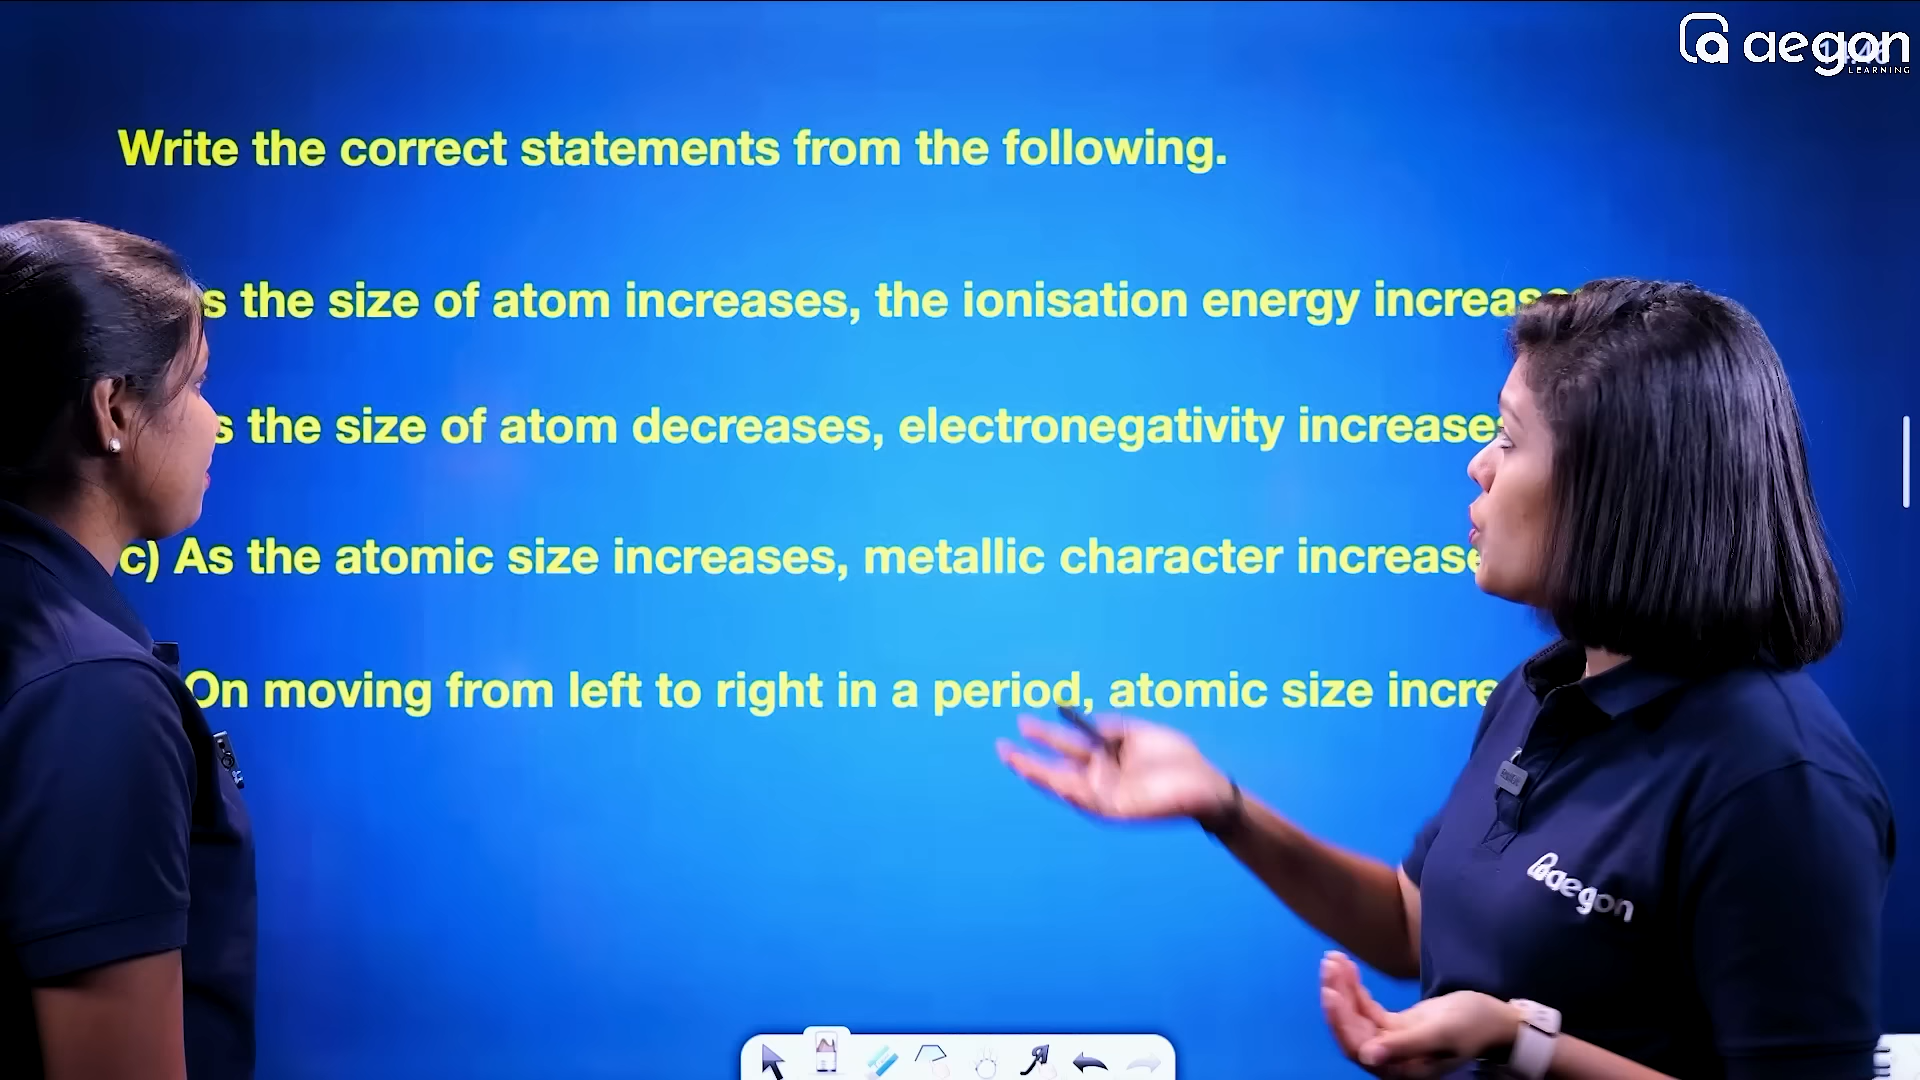 aegon
LEARNING
Write the correct statements from the following.
s the size of atom increases, the ionisation energy increase
s the size of atom decreases, electronegativity increases
c) As the atomic size increases, metallic character increase
On moving from left to right in a period, atomic size incre
aegon